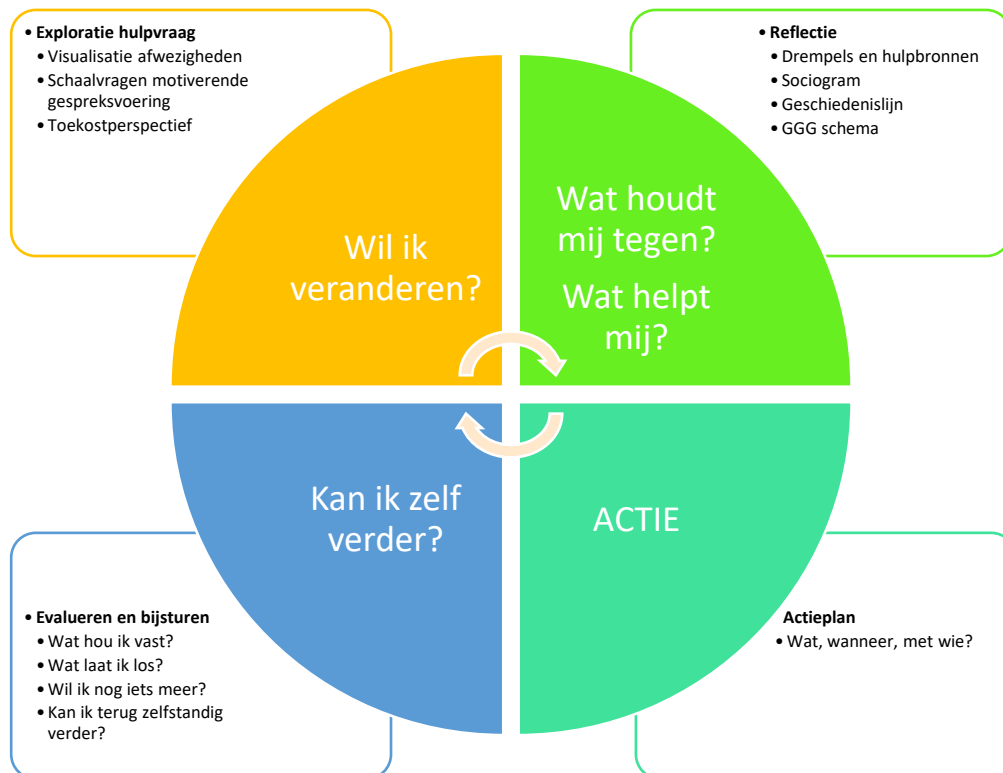 • Exploratie hulpvraag
• Visualisatie afwezigheden
• Schaalvragen motiverende
gespreksvoering
• Toekostperspectief
• Reflectie
• Drempels en hulpbronnen
• Sociogram
• Geschiedenislijn
• GGG schema
Wil ik
veranderen?
Wat houdt
mij tegen?
Wat helpt
mij?
Kan ik zelf
verder?
ACTIE
• Evalueren en bijsturen
• Wat hou ik vast?
• Wat laat ik los?
• Wil ik nog iets meer?
• Kan ik terug zelfstandig
verder?
Actieplan
• Wat, wanneer, met wie?